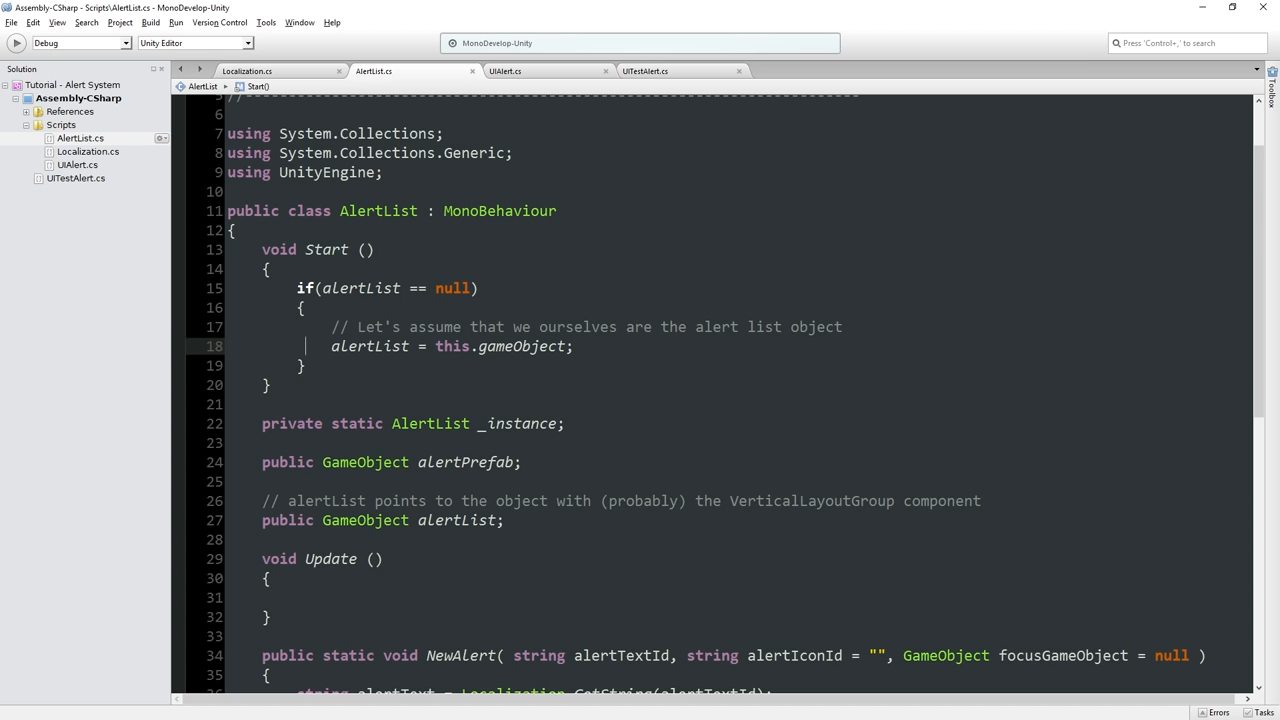 Assembly-CSharp - Scripts\AlertList.cs - MonoDevelop-Unity
File Edit View Search Project Build Run Version Control Tools Window Help
Debug Unity Editor MonoDevelop-Unity Press 'Control+,' to search
Solution
Localization.cs AlertList.cs UIAlert.cs UITestAlert.cs
AlertList Start()
Toolbox
Tutorial - Alert System
Assembly-CSharp
References
Scripts
AlertList.cs
Localization.cs
UIAlert.cs
UITestAlert.cs
6
7 using System.Collections;
8 using System.Collections.Generic;
9 using UnityEngine;
10
11 public class AlertList : MonoBehaviour
12 {
13 void Start ()
14 {
15 if(alertList == null)
16 {
17 // Let's assume that we ourselves are the alert list object
18 alertList = this.gameObject;
19 }
20 }
21
22 private static AlertList _instance;
23
24 public GameObject alertPrefab;
25
26 // alertList points to the object with (probably) the VerticalLayoutGroup component
27 public GameObject alertList;
28
29 void Update ()
30 {
31
32 }
33
34 public static void NewAlert( string alertTextId, string alertIconId = "", GameObject focusGameObject = null )
35 {
36 string alertText = Localization.GetString(alertTextId);
Errors Tasks